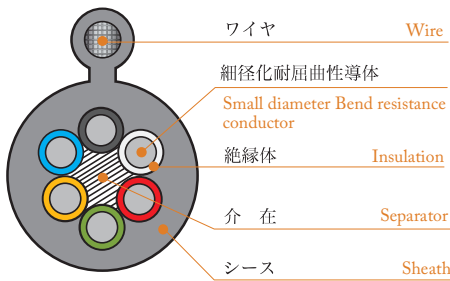 ワイヤ Wire
細径化耐屈曲性導体
Small diameter Bend resistance
conductor
絶縁体 Insulation
介　在 Separator
シース Sheath